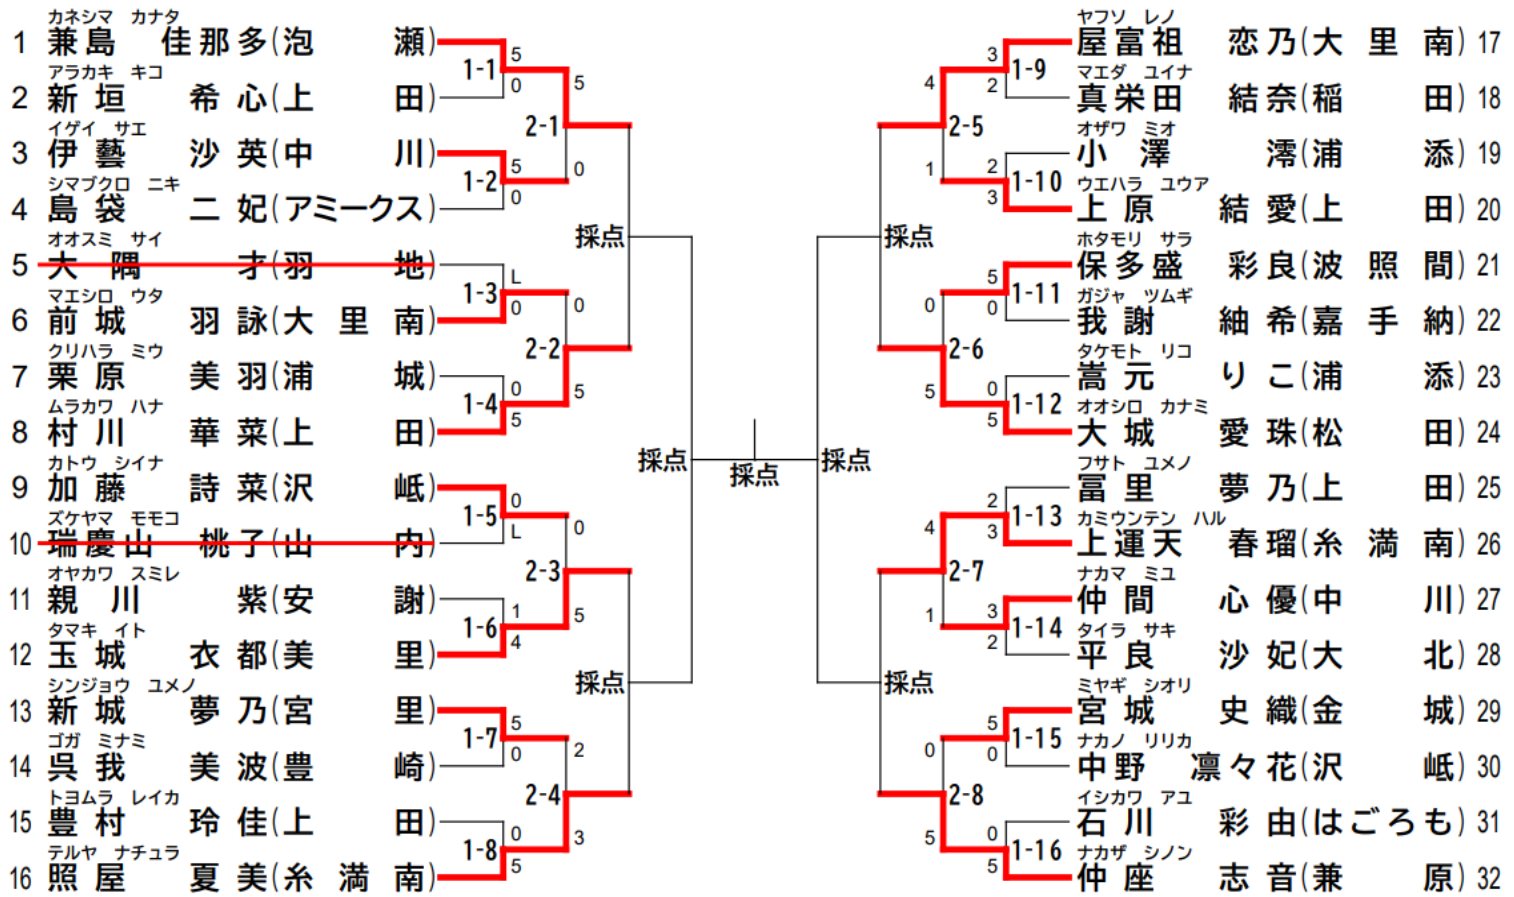 カネシマ カナタ
1 兼島 佳那多(泡瀬)
アラカキ キコ
2 新垣 希心(上田)
イゲイ サエ
3 伊藝 沙英(中川)
シマブクロ ニキ
4 島袋 二妃(アミークス)
オオスミ サイ
5 大隅 才(羽地)
マエシロ ウタ
6 前城 羽詠(大里南)
クリハラ ミウ
7 栗原 美羽(浦城)
ムラカワ ハナ
8 村川 華菜(上田)
カトウ シイナ
9 加藤 詩菜(沢岻)
ズケヤマ モモコ
10 瑞慶山 桃子(山内)
オヤカワ スミレ
11 親川 紫(安謝)
タマキ イト
12 玉城 衣都(美里)
シンジョウ ユメノ
13 新城 夢乃(宮里)
ゴガ ミナミ
14 呉我 美波(豊崎)
トヨムラ レイカ
15 豊村 玲佳(上田)
テルヤ ナチュラ
16 照屋 夏美(糸満南)
1-1 5 0
1-2 5 0
1-3 L 0
1-4 0 5
1-5 0 L
1-6 1 4
1-7 5 0
1-8 0 5
2-1 5 0
2-2 0 5
2-3 0 5
2-4 2 3
採点
採点
採点
採点
採点
採点
採点
2-5 4 1
2-6 0 5
2-7 4 1
2-8 0 5
1-9 3 2
1-10 2 3
1-11 5 0
1-12 0 5
1-13 2 3
1-14 3 2
1-15 5 0
1-16 0 5
ヤフソ レノ
屋富祖 恋乃(大里南) 17
マエダ ユイナ
真栄田 結奈(稲田) 18
オザワ ミオ
小澤 澪(浦添) 19
ウエハラ ユウア
上原 結愛(上田) 20
ホタモリ サラ
保多盛 彩良(波照間) 21
ガジャ ツムギ
我謝 紬希(嘉手納) 22
タケモト リコ
嵩元 りこ(浦添) 23
オオシロ カナミ
大城 愛珠(松田) 24
フサト ユメノ
冨里 夢乃(上田) 25
カミウンテン ハル
上運天 春瑠(糸満南) 26
ナカマ ミユ
仲間 心優(中川) 27
タイラ サキ
平良 沙妃(大北) 28
ミヤギ シオリ
宮城 史織(金城) 29
ナカノ リリカ
中野 凛々花(沢岻) 30
イシカワ アユ
石川 彩由(はごろも) 31
ナカザ シノン
仲座 志音(兼原) 32